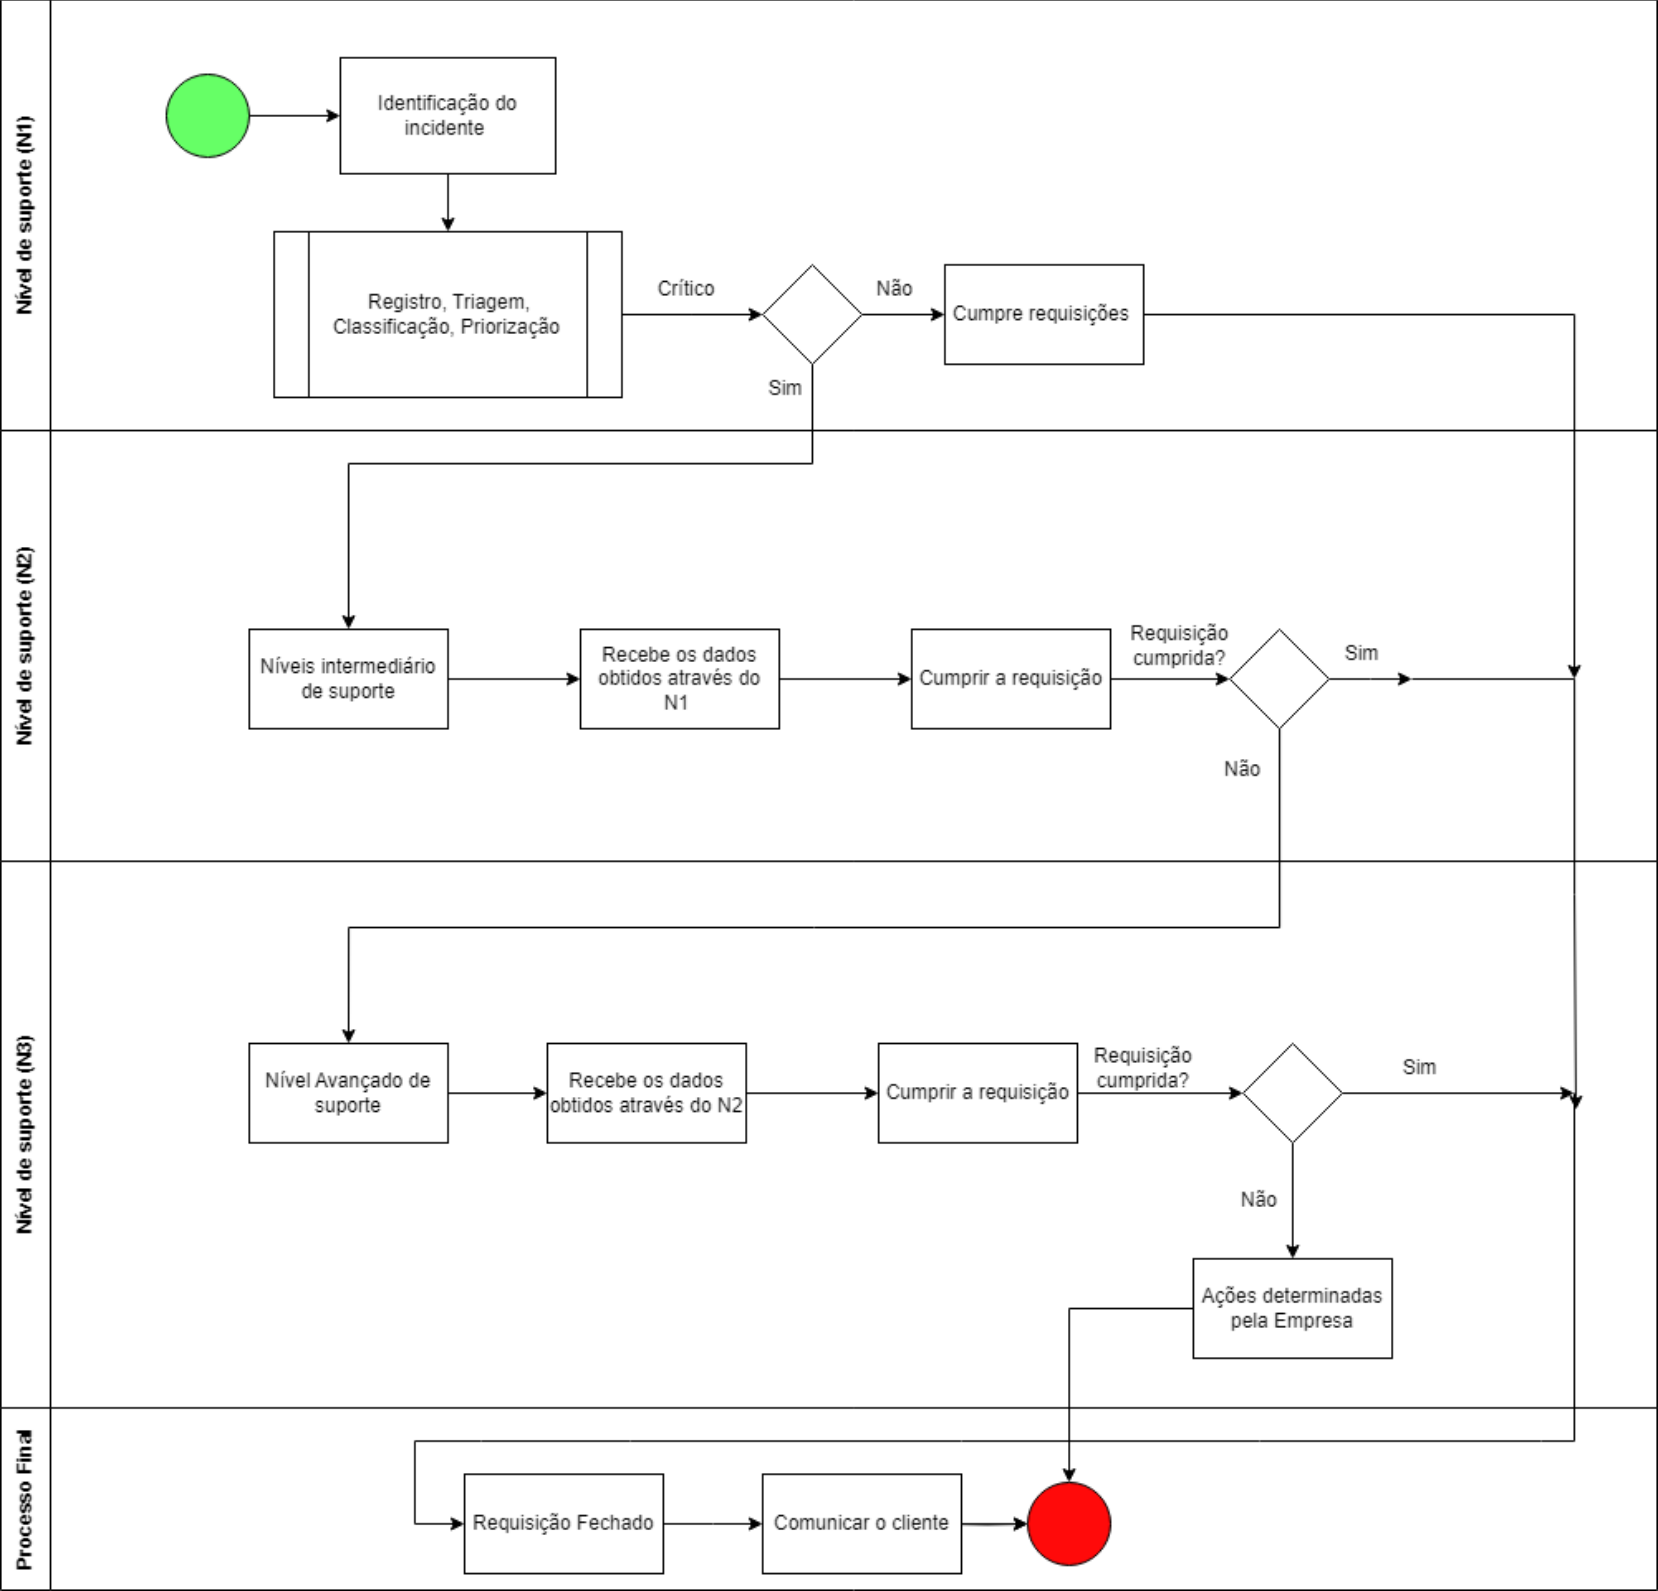 Nível de suporte (N1)
Identificação do
incidente
Registro, Triagem,
Classificação, Priorização
Crítico
Não
Cumpre requisições
Sim
Nível de suporte (N2)
Níveis intermediário
de suporte
Recebe os dados
obtidos através do
N1
Cumprir a requisição
Requisição
cumprida?
Sim
Não
Nível de suporte (N3)
Nível Avançado de
suporte
Recebe os dados
obtidos através do N2
Cumprir a requisição
Requisição
cumprida?
Sim
Não
Ações determinadas
pela Empresa
Processo Final
Requisição Fechado
Comunicar o cliente